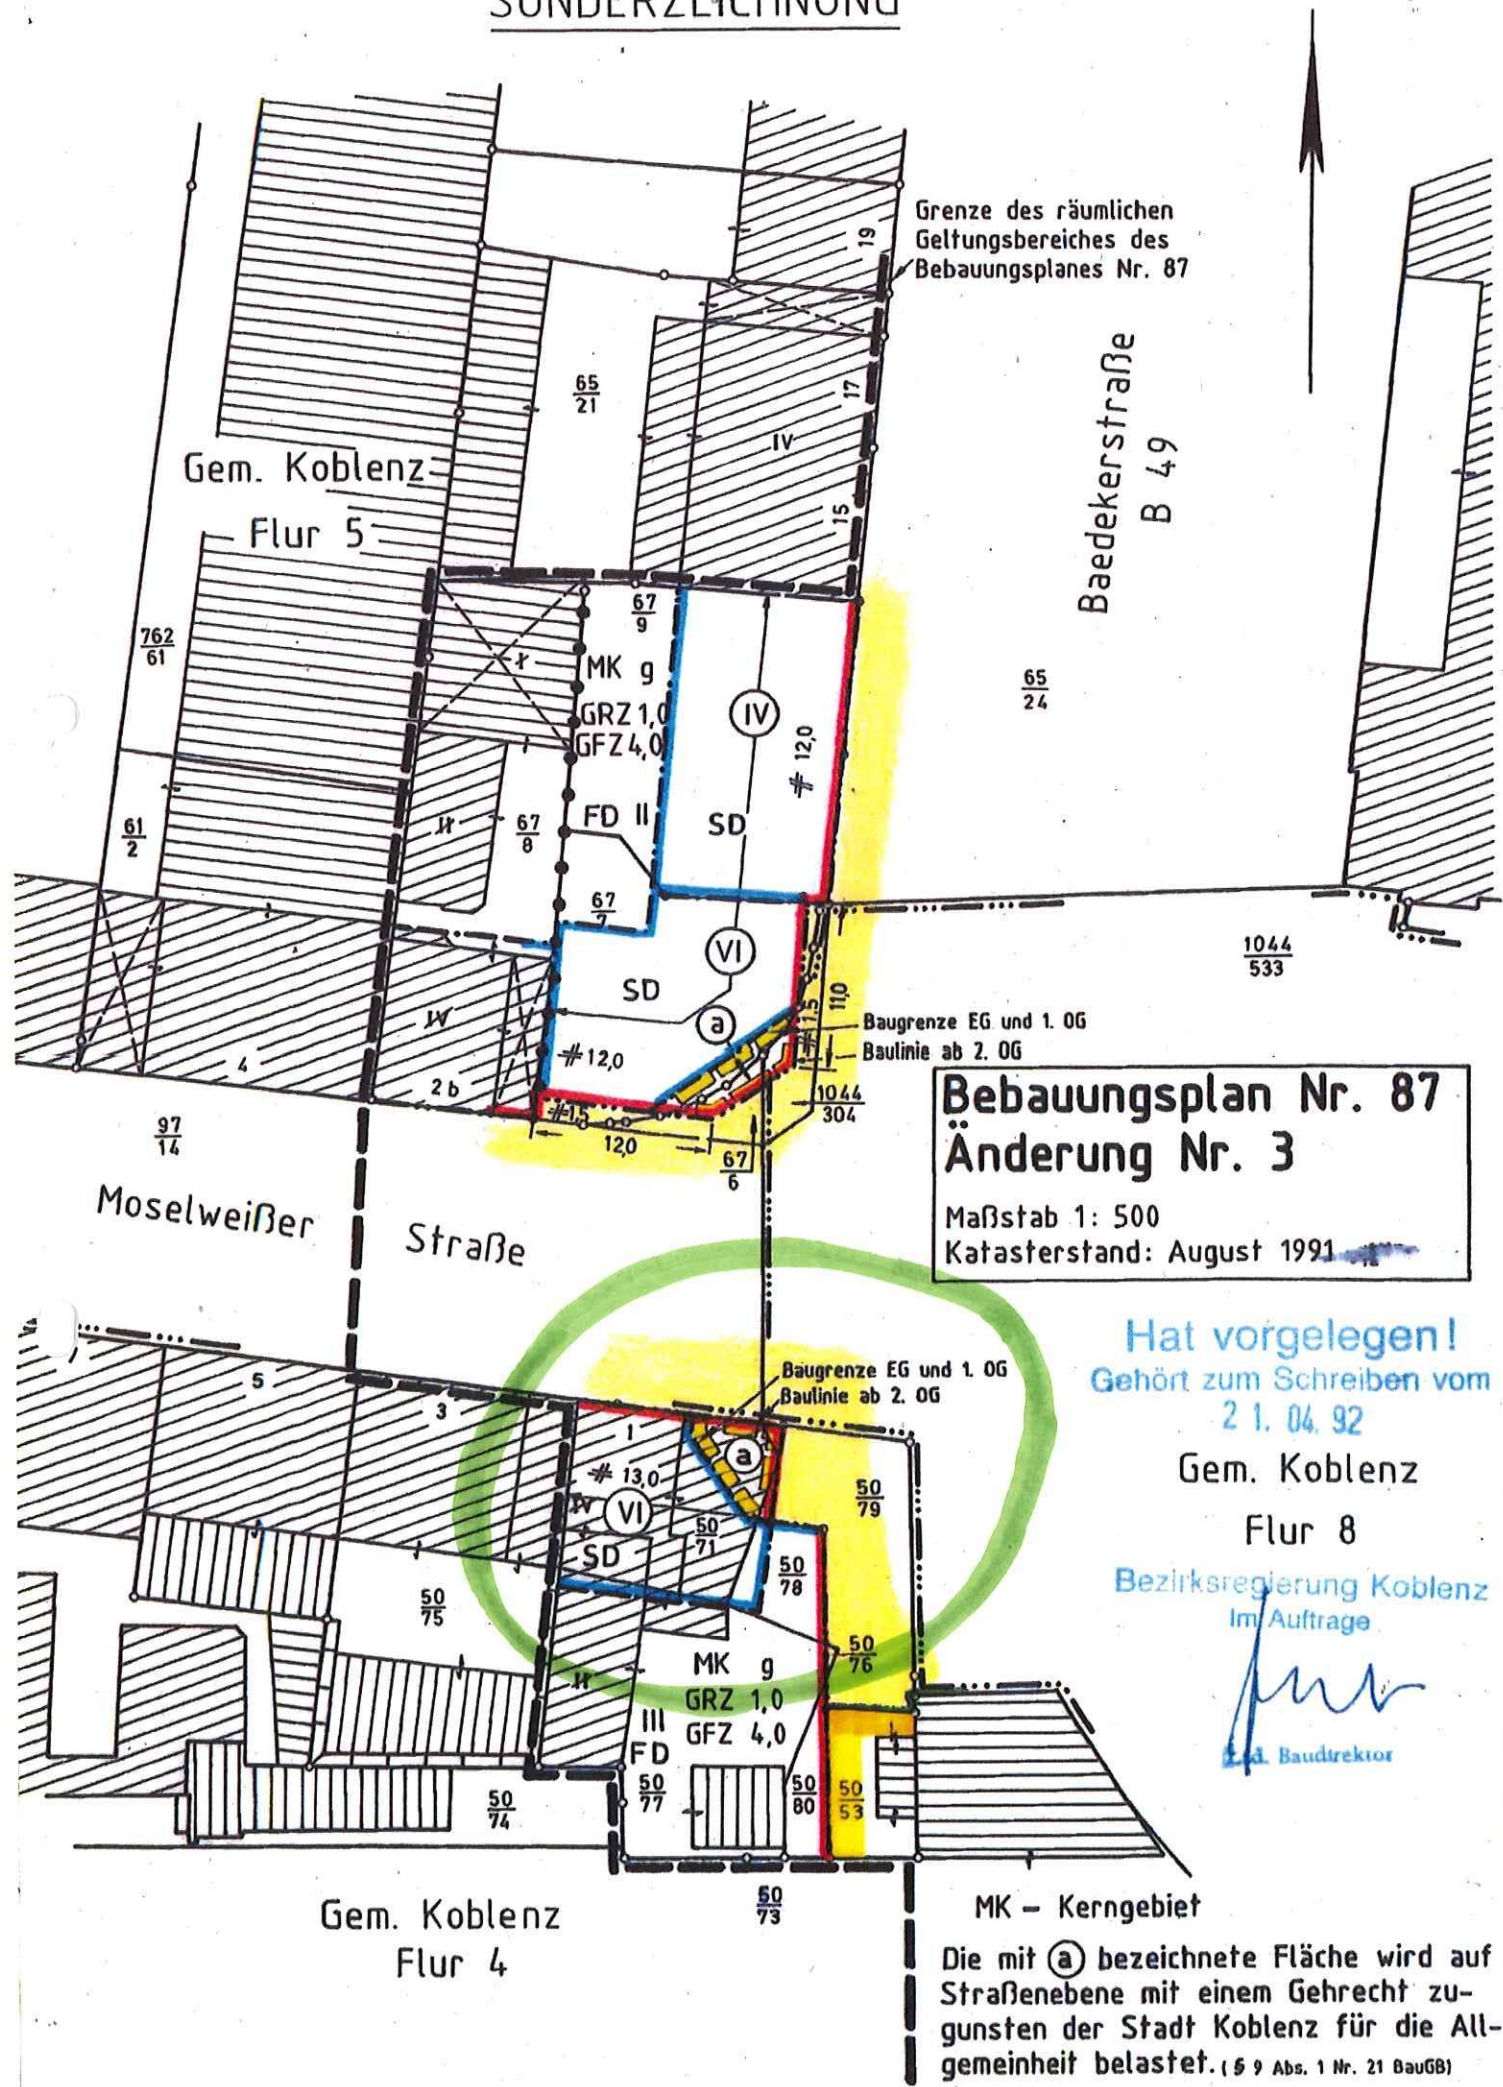 SONDERZEICHNUNG
Grenze des räumlichen
Geltungsbereiches des
Bebauungsplanes Nr. 87
19
17
15
IV
65
21
Baedekerstraße
B 49
Gem. Koblenz
Flur 5
762
61
67
9
MK g
GRZ 1,0
GFZ 4,0
IV
12,0
65
24
I
FD II
SD
II
67
8
61
2
67
7
VI
SD
a
1,5
11,0
1044
533
Baugrenze EG und 1. OG
Baulinie ab 2. OG
IV
12,0
4
2 b
1,5
12,0
1044
304
67
6
97
14
Bebauungsplan Nr. 87
Änderung Nr. 3
Maßstab 1: 500
Katasterstand: August 1991
Moselweißer Straße
Hat vorgelegen!
Gehört zum Schreiben vom
2 1. 04. 92
Gem. Koblenz
Flur 8
Bezirksregierung Koblenz
Im Auftrage
Baudirektor
Baugrenze EG und 1. OG
Baulinie ab 2. OG
5
3
1
a
13,0
IV
VI
SD
50
71
50
79
50
78
50
75
50
76
II
MK g
GRZ 1,0
GFZ 4,0
III
FD
50
77
50
80
50
53
50
74
50
73
Gem. Koblenz
Flur 4
MK – Kerngebiet
Die mit a bezeichnete Fläche wird auf
Straßenebene mit einem Gehrecht zu-
gunsten der Stadt Koblenz für die All-
gemeinheit belastet. (§ 9 Abs. 1 Nr. 21 BauGB)